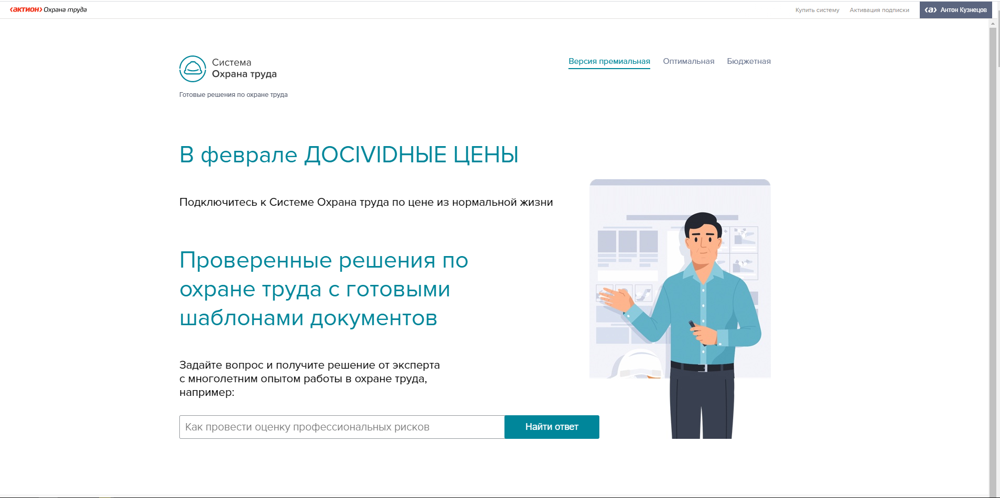 ‹актион› Охрана труда
Купить систему Активация подписки ‹а› Антон Кузнецов
Система
Охрана труда
Готовые решения по охране труда
Версия премиальная Оптимальная Бюджетная
В феврале ДОCIVIDНЫЕ ЦЕНЫ
Подключитесь к Системе Охрана труда по цене из нормальной жизни
Проверенные решения по
охране труда с готовыми
шаблонами документов
Задайте вопрос и получите решение от эксперта
с многолетним опытом работы в охране труда,
например:
Как провести оценку профессиональных рисков Найти ответ